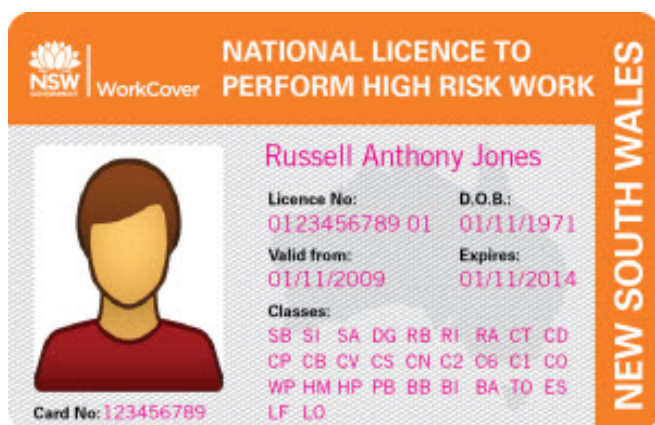 NSW
GOVERNMENT
WorkCover
NATIONAL LICENCE TO
PERFORM HIGH RISK WORK
NEW SOUTH WALES
Russell Anthony Jones
Licence No: D.O.B.:
0123456789 01 01/11/1971
Valid from: Expires:
01/11/2009 01/11/2014
Classes:
SB SI SA DG RB RI RA CT CD
CP CB CV CS CN C2 C6 C1 CO
WP HM HP PB BB BI BA TO ES
LF LO
Card No: 123456789